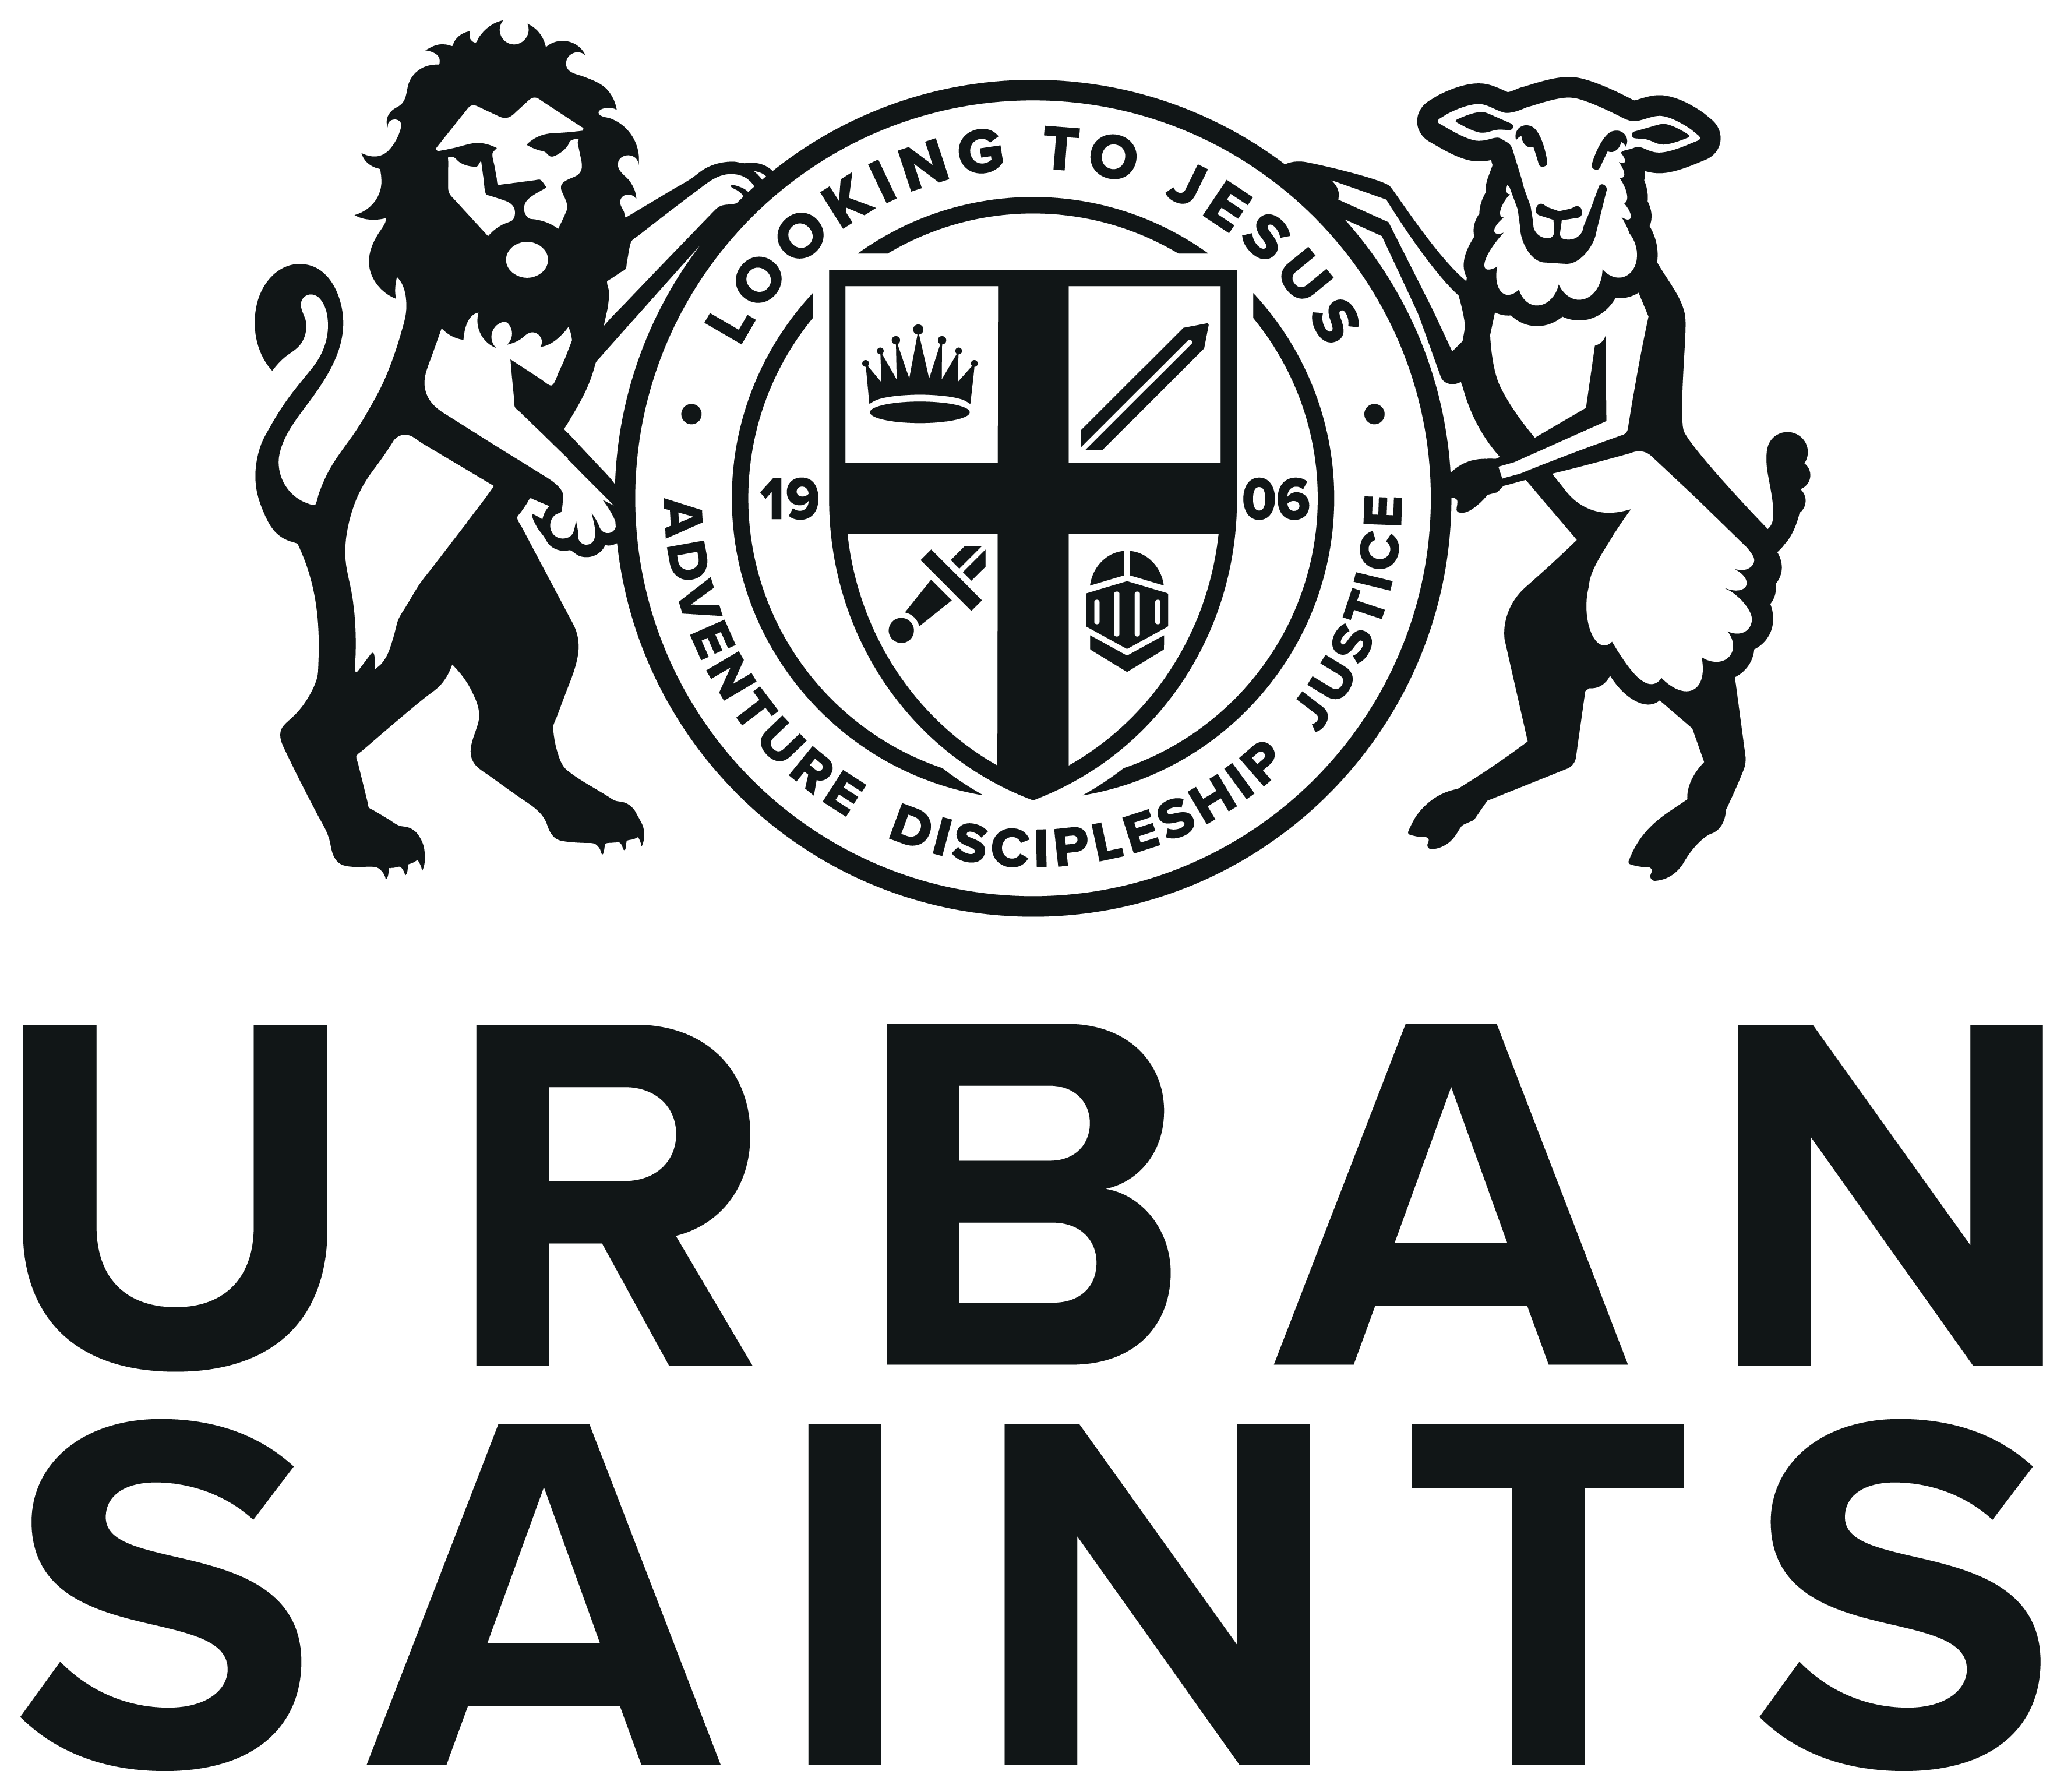 LOOKING TO JESUS
19 06
ADVENTURE DISCIPLESHIP JUSTICE
URBAN
SAINTS